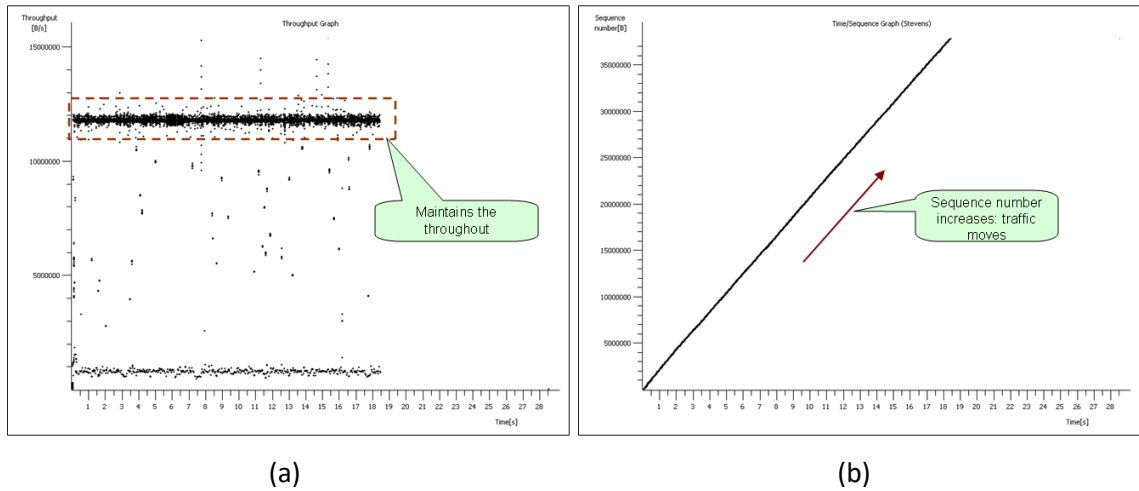 Throughput
[B/s]
Throughput Graph
15000000
10000000
5000000
Maintains the
throughout
1 2 3 4 5 6 7 8 9 10 11 12 13 14 15 16 17 18 19 20 21 22 23 24 25 26 27 28
Time[s]
(a)
Sequence
number[B]
Time/Sequence Graph (Stevens)
35000000
30000000
25000000
20000000
15000000
10000000
5000000
Sequence number
increases: traffic
moves
1 2 3 4 5 6 7 8 9 10 11 12 13 14 15 16 17 18 19 20 21 22 23 24 25 26 27 28
Time[s]
(b)